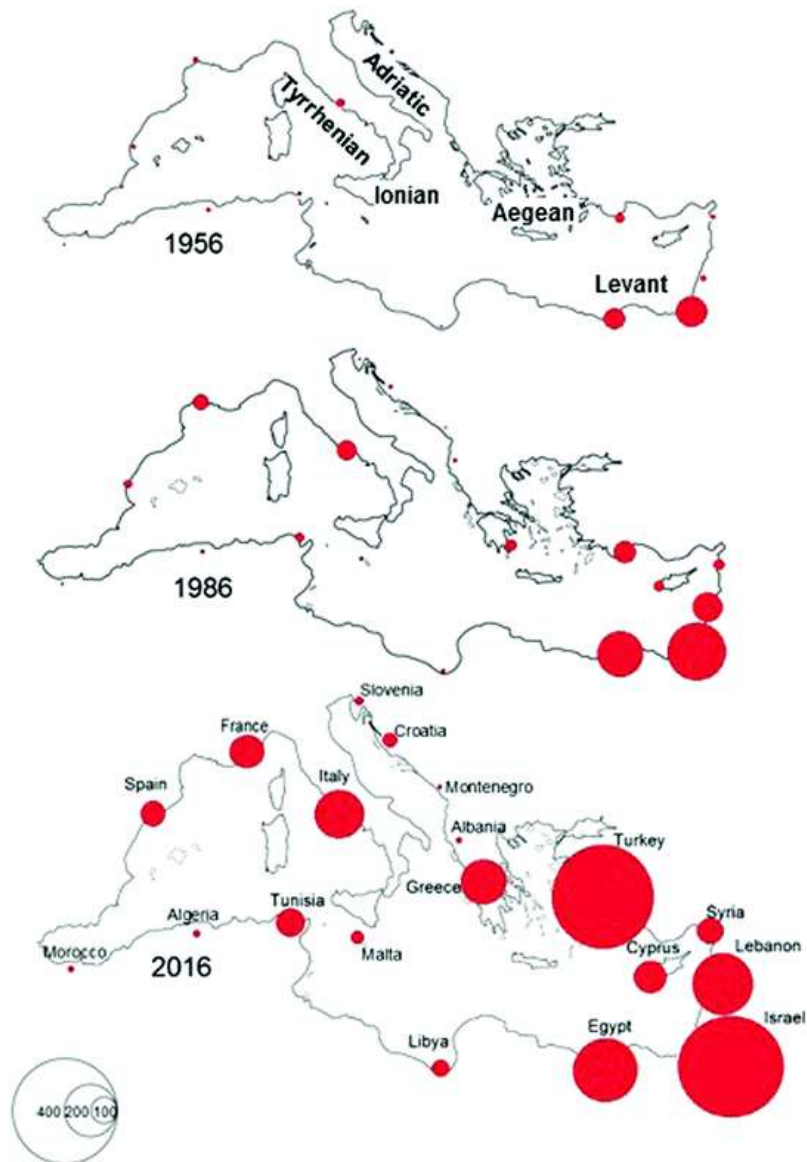 Adriatic
Tyrrhenian
Ionian
Aegean
1956
Levant
1986
Slovenia
France
Croatia
Spain
Italy
Montenegro
Albania
Turkey
Greece
Tunisia
Algeria
Syria
Cyprus
Lebanon
Morocco
2016
Malta
Israel
Egypt
Libya
400 200 100